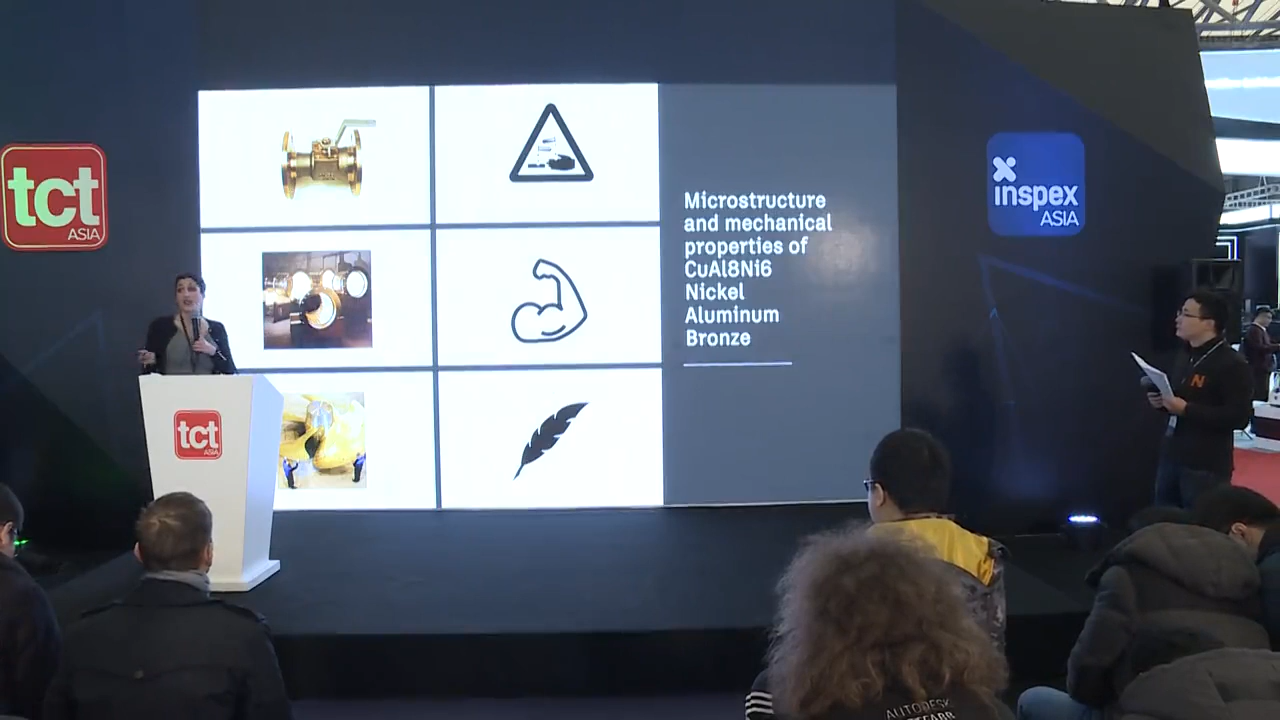 tct
ASIA
Microstructure
and mechanical
properties of
CuAl8Ni6
Nickel
Aluminum
Bronze
inspex
ASIA
tct
ASIA
N
AUTODESK